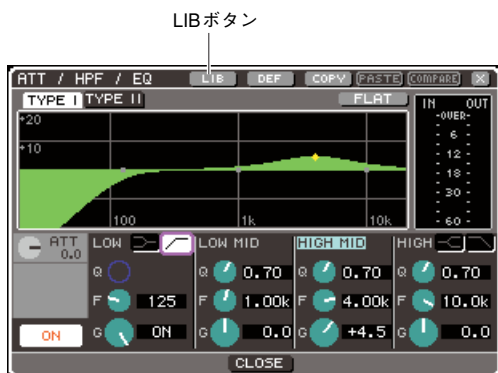 LIBボタン
ATT / HPF / EQ LIB DEF COPY PASTE COMPARE X
TYPE I TYPE II FLAT IN OUT
-OVER-
+20
6
+10
12
18
30
60
100 1k 10k
ATT 0.0 LOW LOW MID HIGH MID HIGH
Q Q 0.70 Q 0.70 Q 0.70
F 125 F 1.00k F 4.00k F 10.0k
ON G ON G 0.0 G +4.5 G 0.0
CLOSE